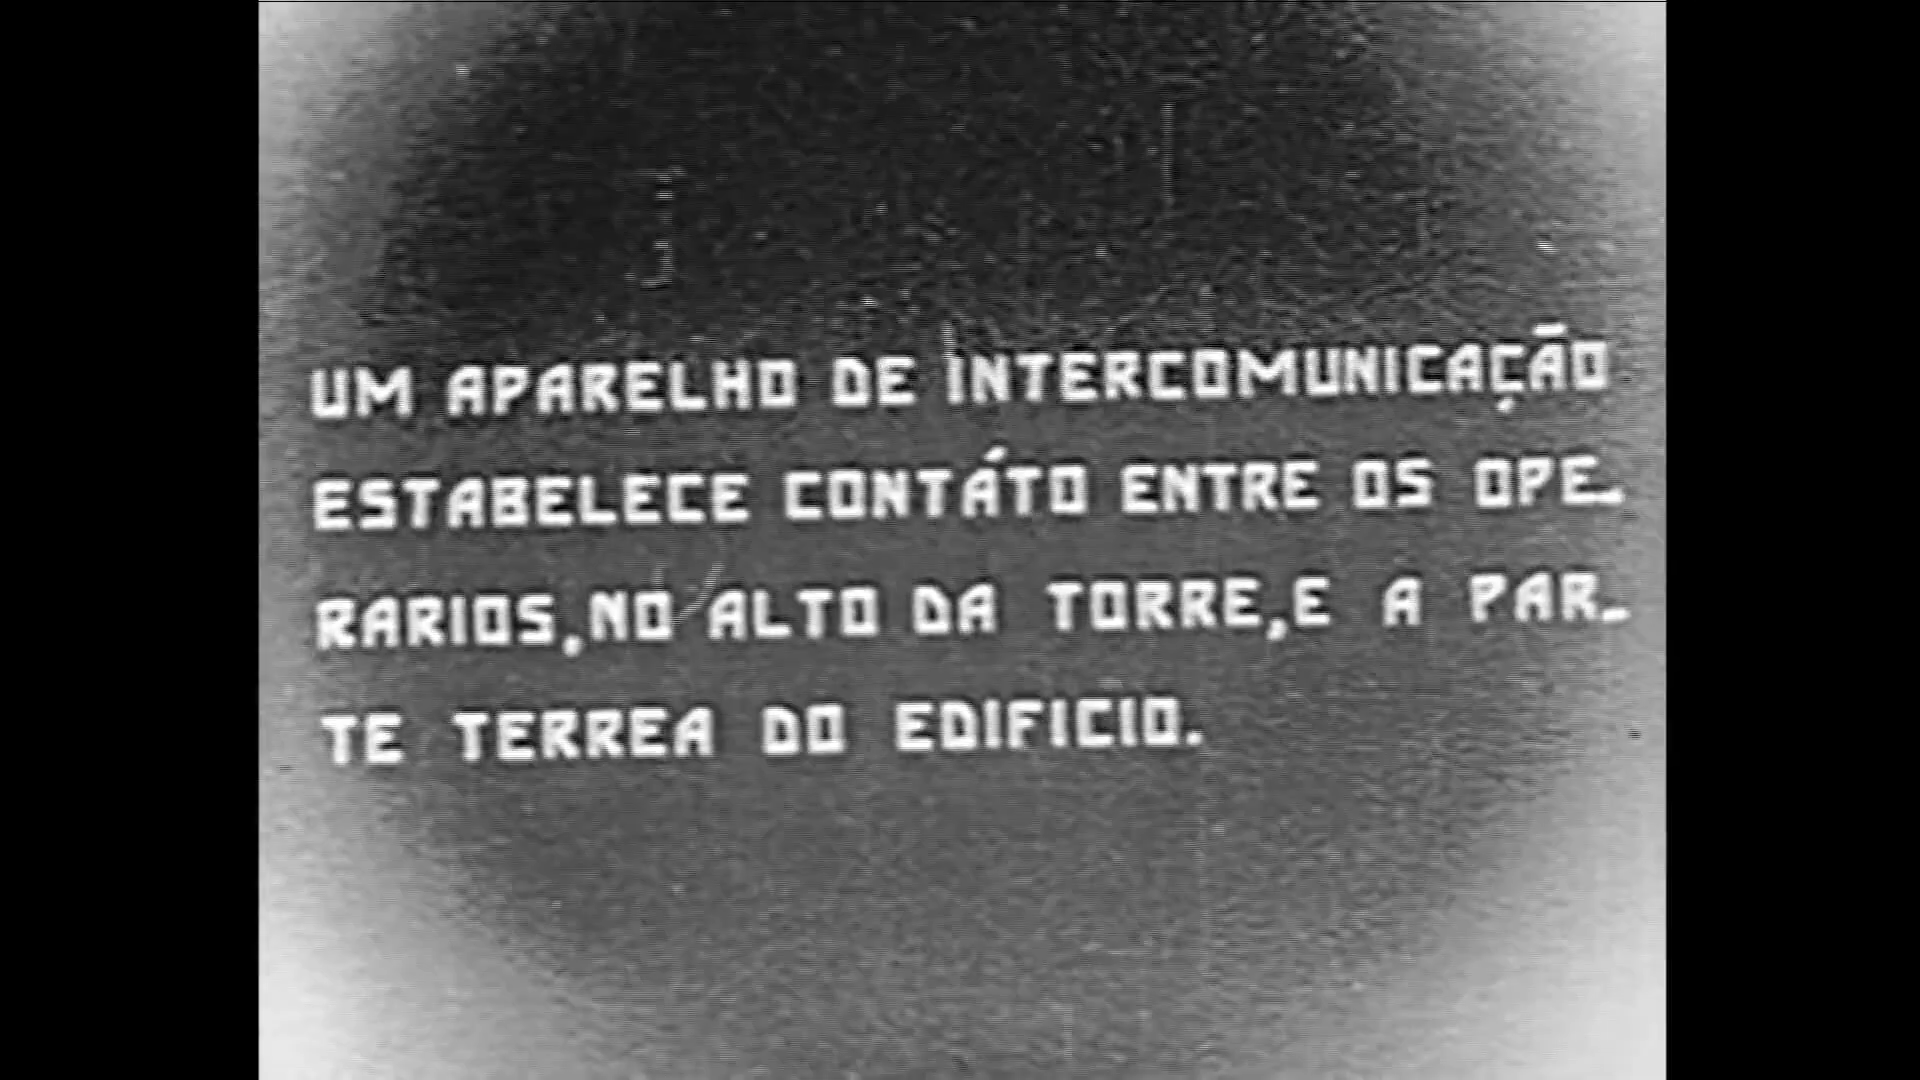 UM APARELHO DE INTERCOMUNICAÇÃO
ESTABELECE CONTÁTO ENTRE OS OPE-
RARIOS,NO ALTO DA TORRE,E A PAR-
TE TERREA DO EDIFICIO.